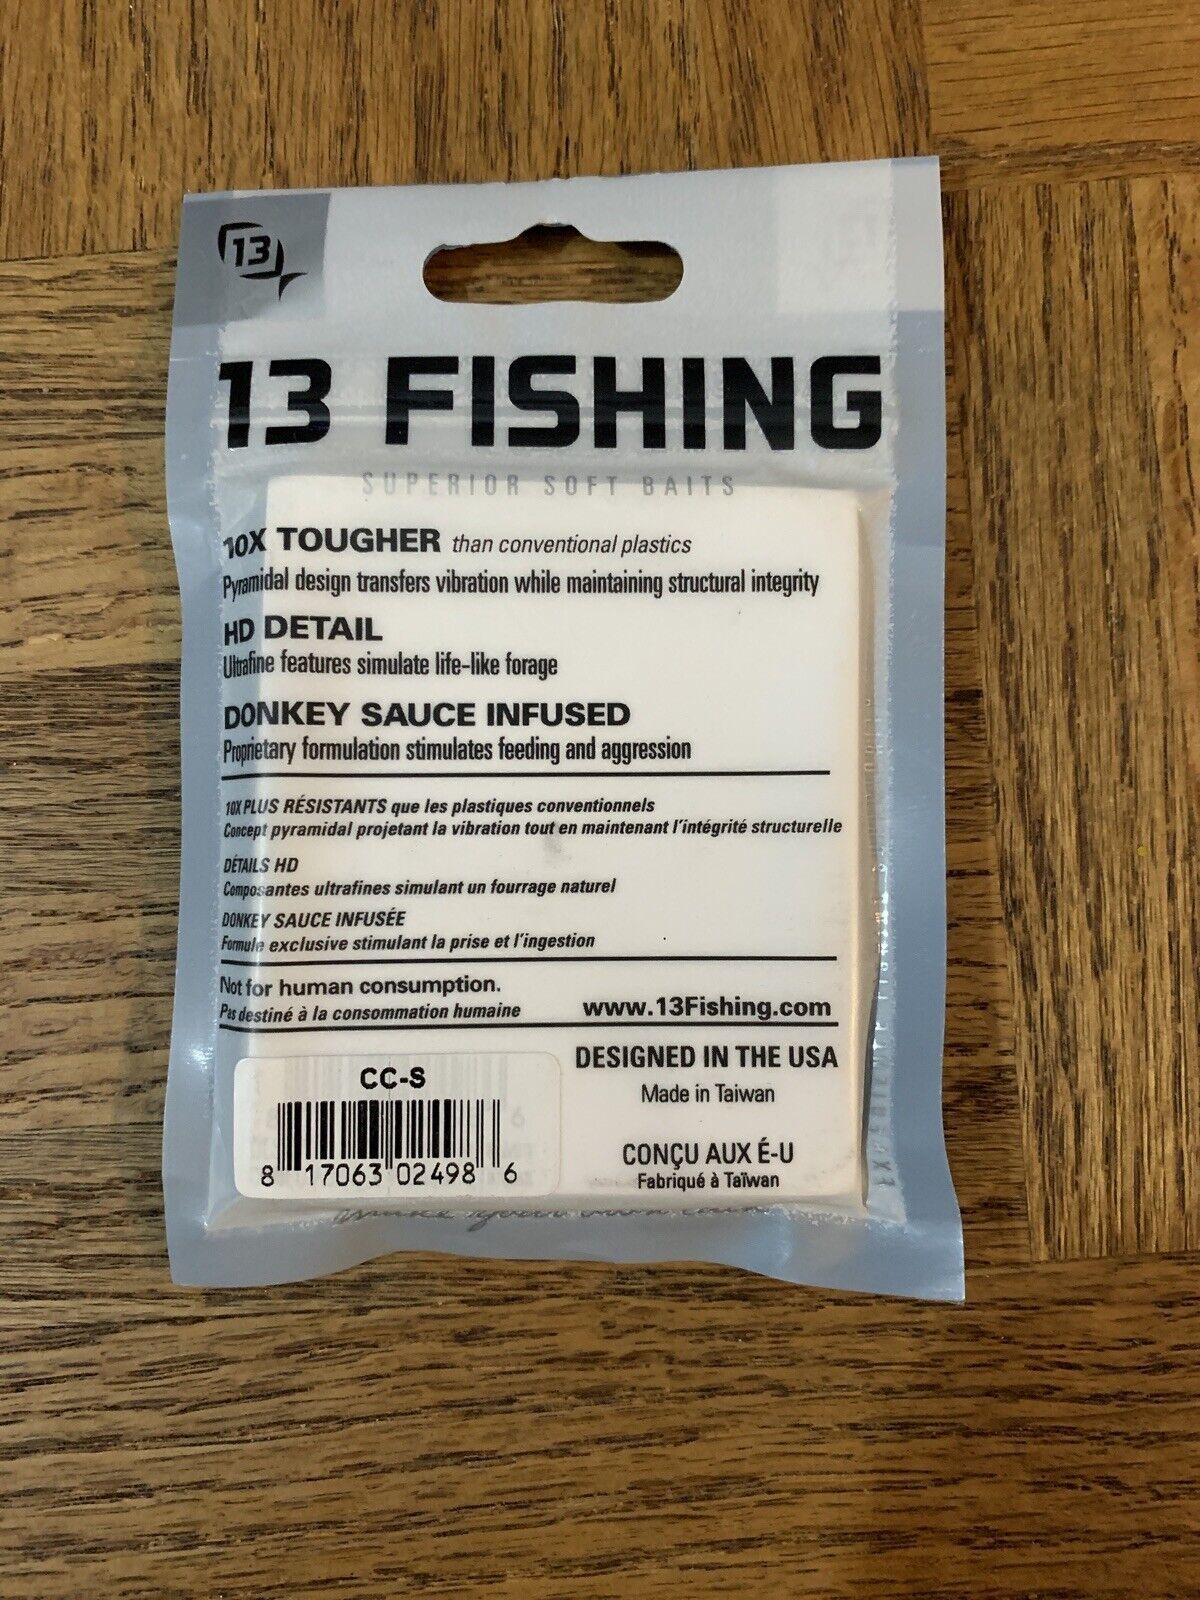 13
13 FISHING
SUPERIOR SOFT BAITS
10X TOUGHER than conventional plastics
Pyramidal design transfers vibration while maintaining structural integrity
HD DETAIL
Ultrafine features simulate life-like forage
DONKEY SAUCE INFUSED
Proprietary formulation stimulates feeding and aggression
10X PLUS RÉSISTANTS que les plastiques conventionnels
Concept pyramidal projetant la vibration tout en maintenant l'intégrité structurelle
DÉTAILS HD
Composantes ultrafines simulant un fourrage naturel
DONKEY SAUCE INFUSÉE
Formule exclusive stimulant la prise et l'ingestion
Not for human consumption.
Pas destiné à la consommation humaine
www.13Fishing.com
CC-S
8 17063 02498 6
DESIGNED IN THE USA
Made in Taiwan
CONÇU AUX É-U
Fabriqué à Taïwan